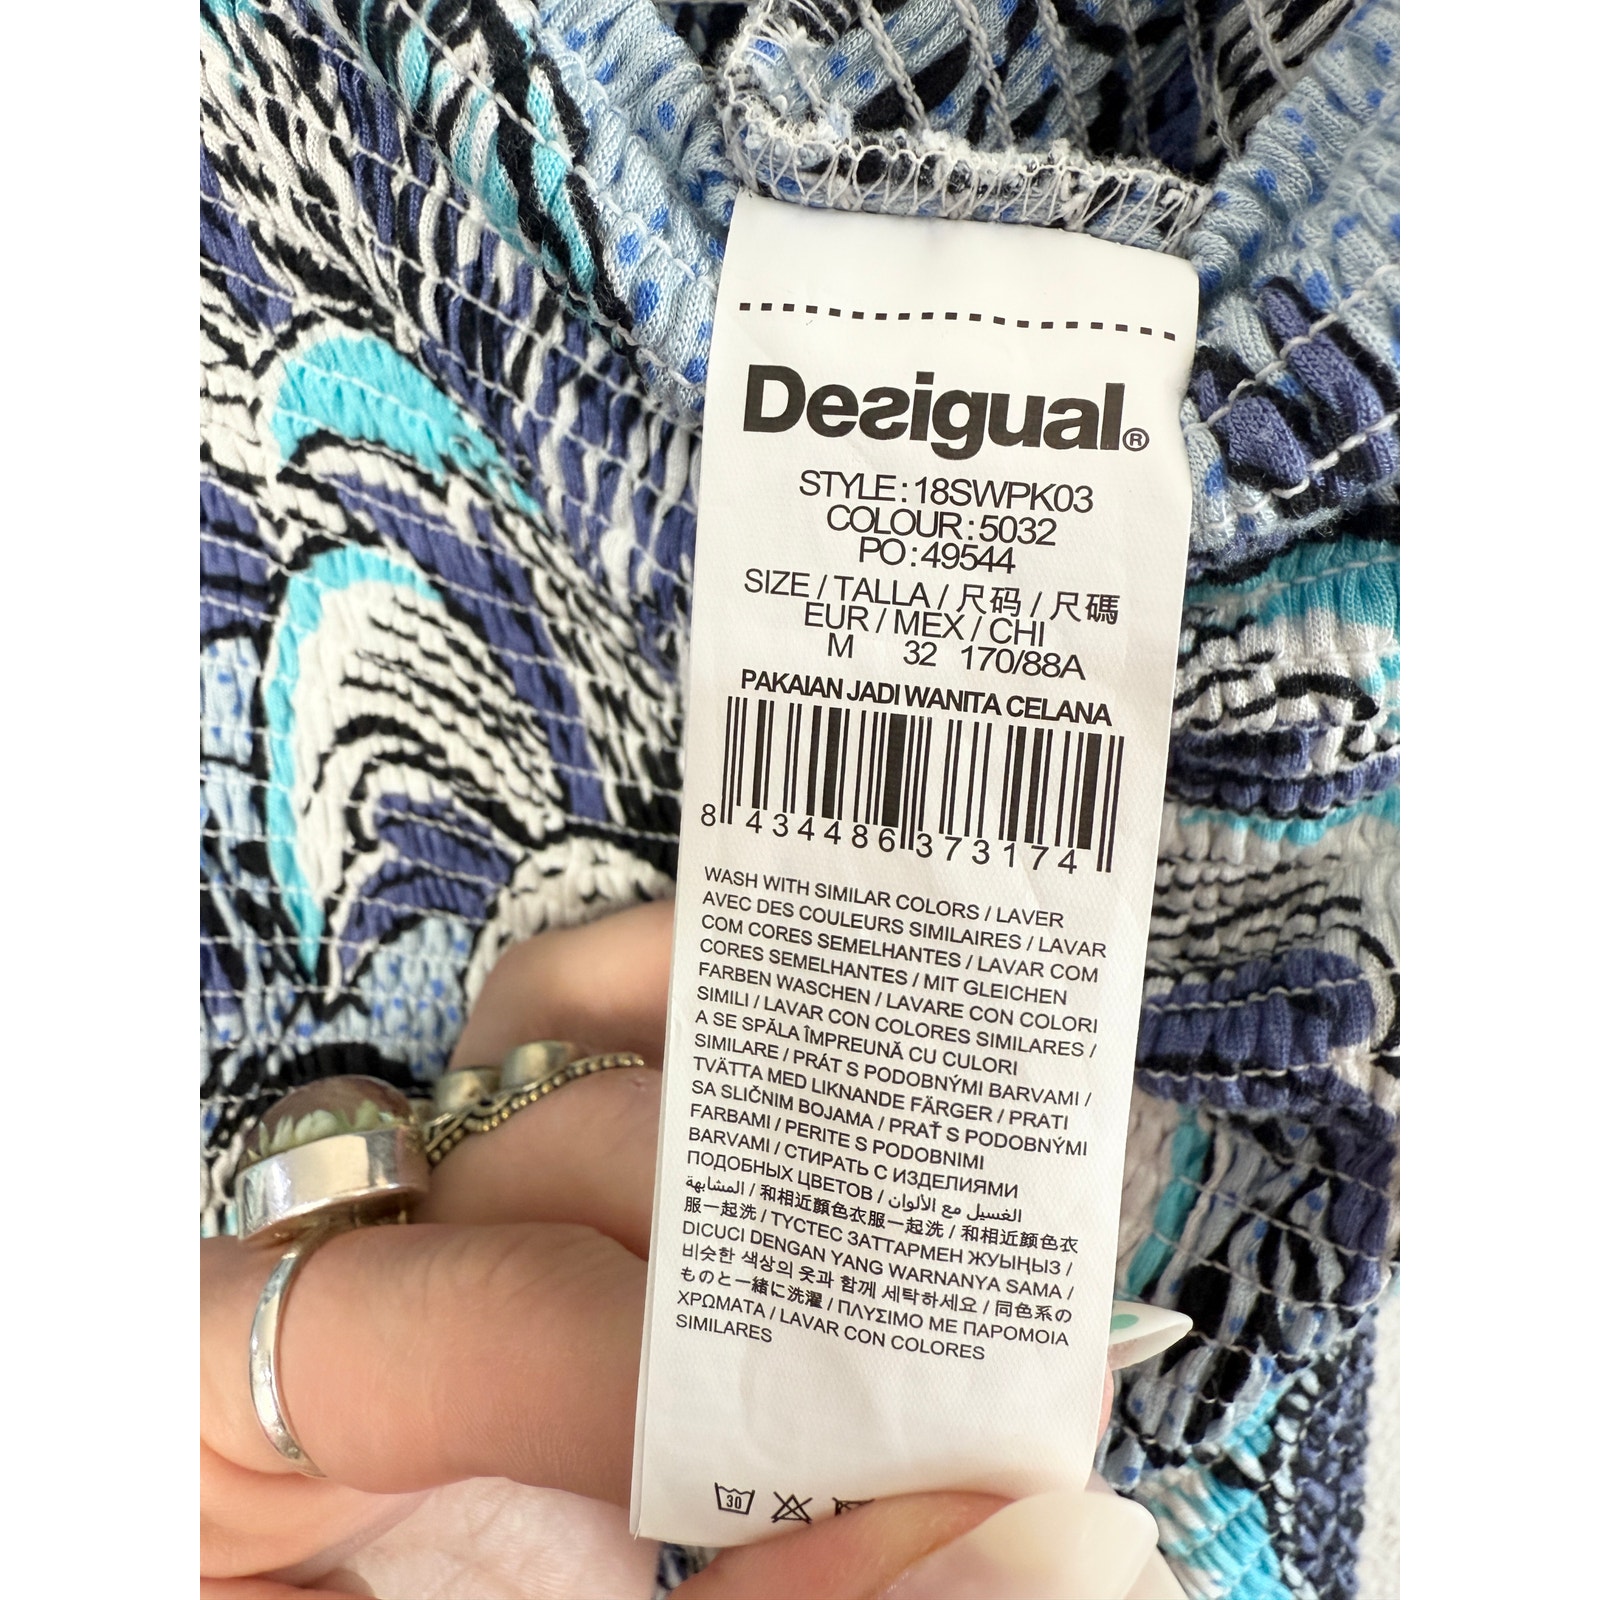 Desigual®
STYLE : 18SWPK03
COLOUR : 5032
PO : 49544
SIZE / TALLA / 尺码 / 尺碼
EUR / MEX / CHI
M 32 170/88A
PAKAIAN JADI WANITA CELANA
8 434486 373174
WASH WITH SIMILAR COLORS / LAVER
AVEC DES COULEURS SIMILAIRES / LAVAR
COM CORES SEMELHANTES / LAVAR COM
CORES SEMELHANTES / MIT GLEICHEN
FARBEN WASCHEN / LAVARE CON COLORI
SIMILI / LAVAR CON COLORES SIMILARES /
A SE SPĂLA ÎMPREUNĂ CU CULORI
SIMILARE / PRÁT S PODOBNÝMI BARVAMI /
TVÄTTA MED LIKNANDE FÄRGER / PRATI
SA SLIČNIM BOJAMA / PRAŤ S PODOBNÝMI
FARBAMI / PERITE S PODOBNIMI
BARVAMI / СТИРАТЬ С ИЗДЕЛИЯМИ
ПОДОБНЫХ ЦВЕТОВ / الغسيل مع الألوان
المشابهة / 和相近顏色衣服一起洗 / 和相近颜色衣
服一起洗 / ТҮСТЕС ЗАТТАРМЕН ЖУЫҢЫЗ /
DICUCI DENGAN YANG WARNANYA SAMA /
비슷한 색상의 옷과 함께 세탁하세요 / 同色系の
ものと一緒に洗濯 / ΠΛΥΣΙΜΟ ΜΕ ΠΑΡΟΜΟΙΑ
ΧΡΩΜΑΤΑ / LAVAR CON COLORES
SIMILARES
30